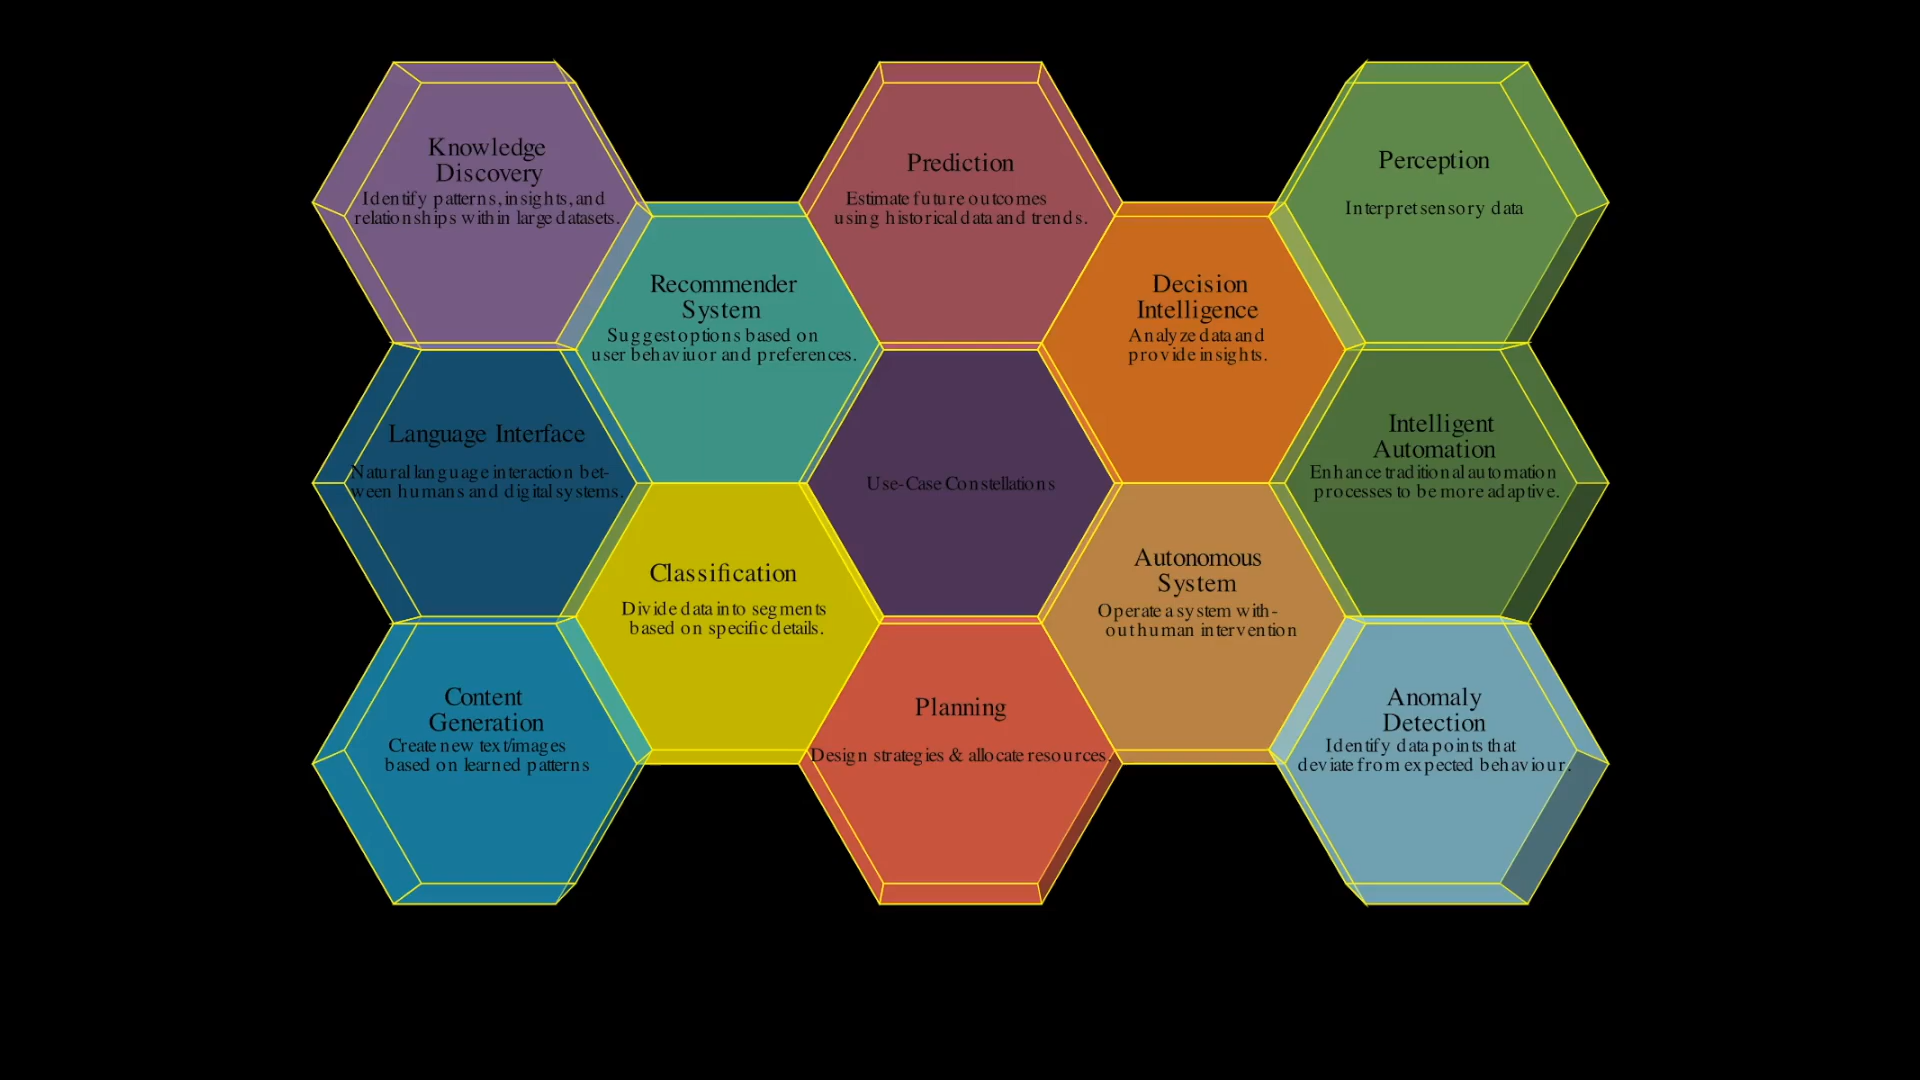 Knowledge
Discovery
Identify patterns, insights, and
relationships within large datasets.
Prediction
Estimate future outcomes
using historical data and trends.
Perception
Interpret sensory data
Recommender
System
Suggest options based on
user behaviuor and preferences.
Decision
Intelligence
Analyze data and
provide insights.
Language Interface
Natural language interaction bet-
ween humans and digital systems.
Use-Case Constellations
Intelligent
Automation
Enhance traditional automation
processes to be more adaptive.
Classification
Divide data into segments
based on specific details.
Autonomous
System
Operate a system with-
out human intervention
Content
Generation
Create new text/images
based on learned patterns
Planning
Design strategies & allocate resources.
Anomaly
Detection
Identify data points that
deviate from expected behaviour.